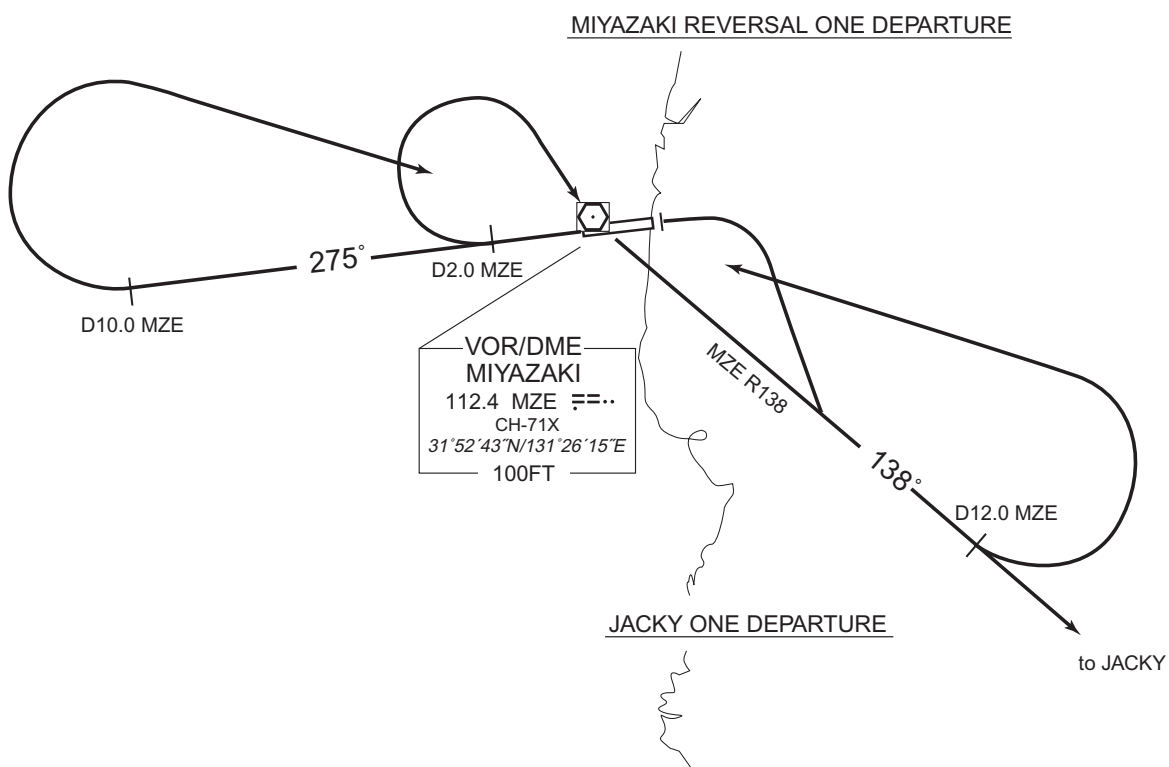 MIYAZAKI REVERSAL ONE DEPARTURE
275°
D2.0 MZE
D10.0 MZE
VOR/DME
MIYAZAKI
112.4 MZE
CH-71X
31°52´43˝N/131°26´15˝E
100FT
MZE R138
138°
D12.0 MZE
JACKY ONE DEPARTURE
to JACKY